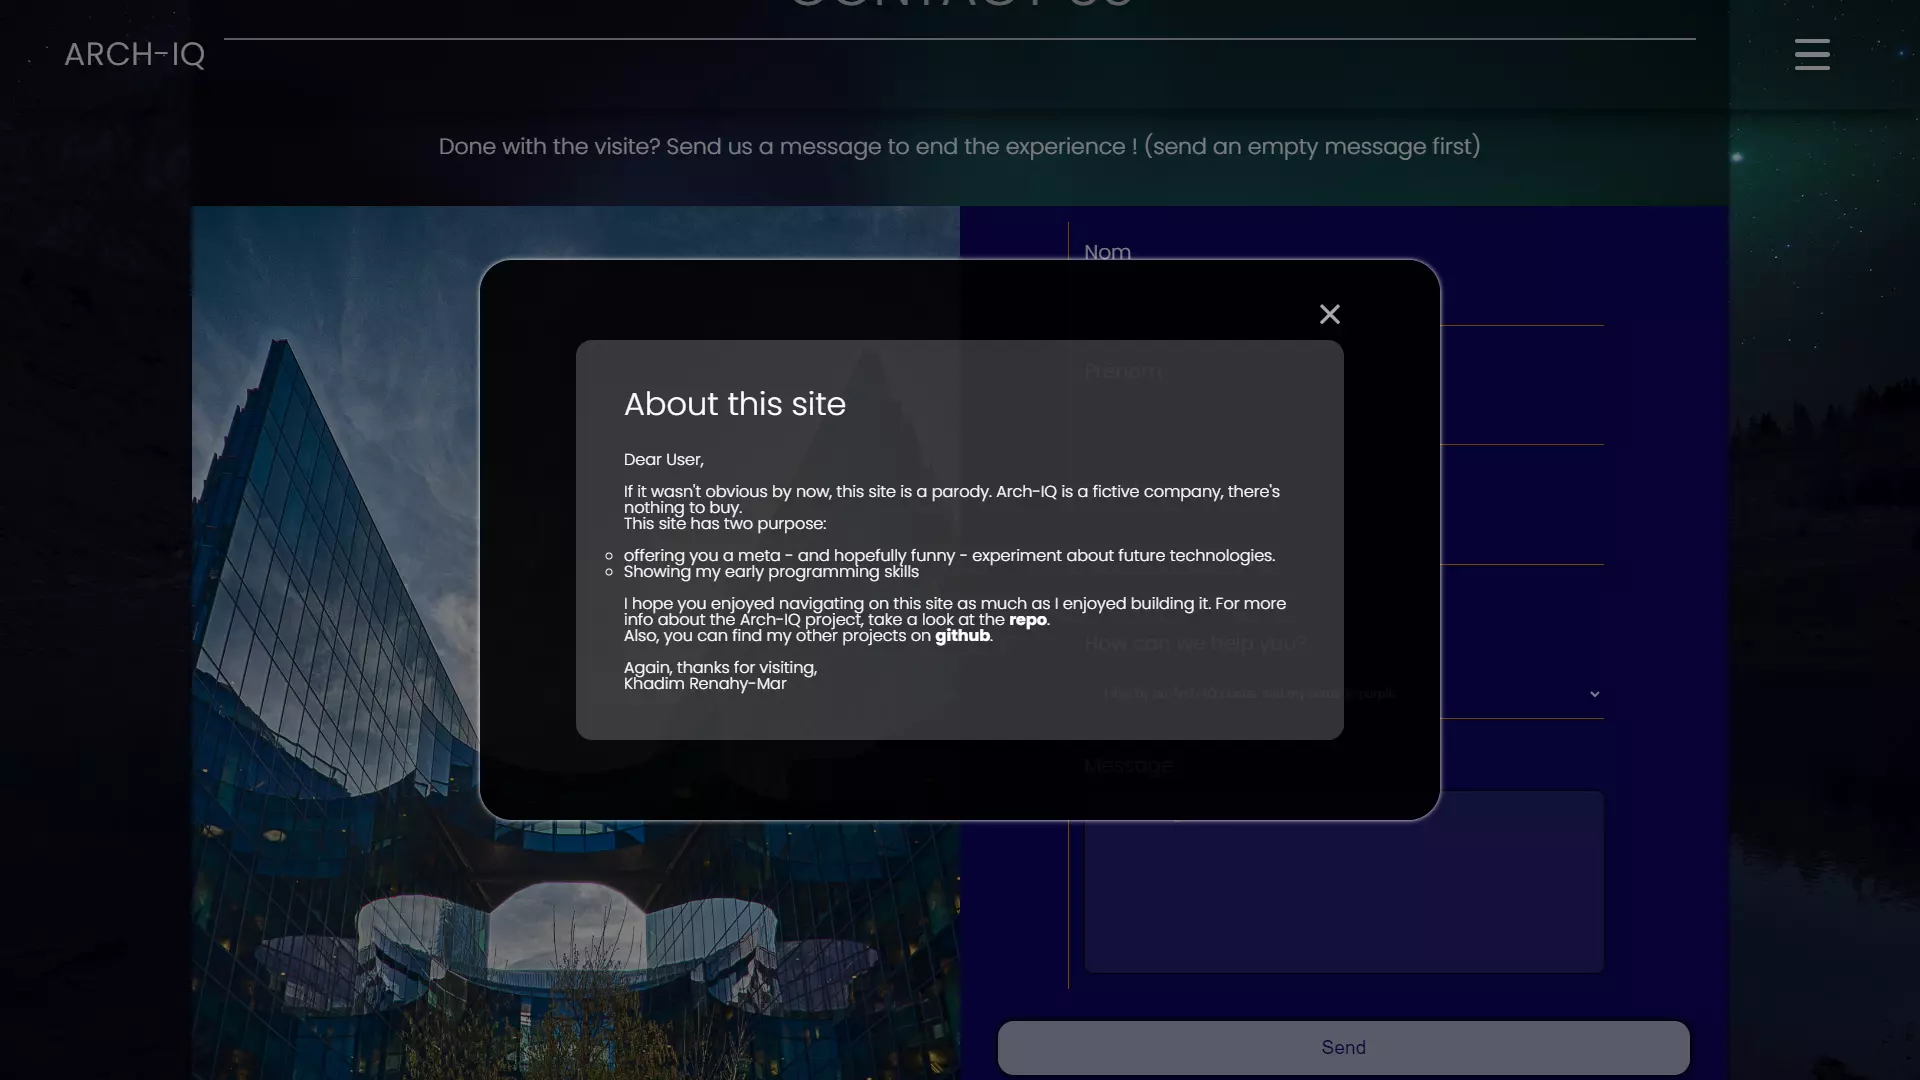 CONTACT US
ARCH-IQ
Done with the visite? Send us a message to end the experience ! (send an empty message first)
Nom
Prenom
About this site
Dear User,
If it wasn't obvious by now, this site is a parody. Arch-IQ is a fictive company, there's
nothing to buy.
This site has two purpose:
offering you a meta - and hopefully funny - experiment about future technologies.
Showing my early programming skills
I hope you enjoyed navigating on this site as much as I enjoyed building it. For more
info about the Arch-IQ project, take a look at the repo.
Also, you can find my other projects on github.
How can we help you?
Again, thanks for visiting,
Khadim Renahy-Mar
Message
Send